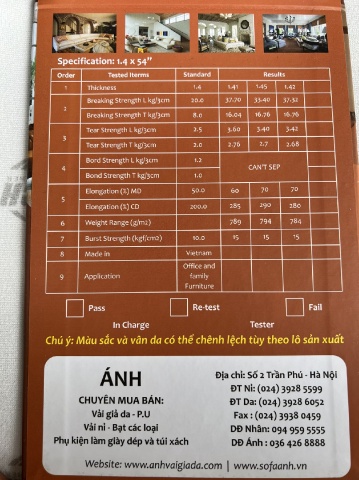 Specification: 1.4 x 54"
Order Tested Iterms Standard Results
1 Thickness 1.4 1.41 1.45 1.42
2 Breaking Strength L kg/3cm 20.0 37.70 33.40 37.32
Breaking Strength T kg/3cm 8.0 16.04 16.76 16.76
3 Tear Strength L kg/3cm 2.5 3.60 3.40 3.42
Tear Strength T kg/3cm 2.0 2.76 2.7 2.68
4 Bord Strength L kg/3cm 1.2 CAN'T SEP
Bond Strength T kg/3cm 1.0
5 Elongation (%) MD 50.0 60 70 70
Elongation (%) CD 200.0 285 290 280
6 Weight Range (g/m2) 789 794 784
7 Burst Strength (kgf/cm2) 10.0 15 15 15
8 Made In Vietnam
9 Application Office and
family
Furniture
Pass Re-test Fail
In Charge Tester
Chú ý: Màu sắc và vân da có thể chênh lệch tùy theo lô sản xuất
ÁNH
CHUYÊN MUA BÁN:
Vải giả da - P.U
Vải nỉ - Bạt các loại
Phụ kiện làm giày dép và túi xách
Địa chỉ: Số 2 Trần Phú - Hà Nội
ĐT Nỉ: (024) 3928 5599
ĐT Da: (024) 3928 6052
Fax : (024) 3938 0459
DĐ Nhân: 094 959 5555
DĐ Ánh : 036 426 8888
Website: www.anhvaigiada.com | www.sofaanh.vn